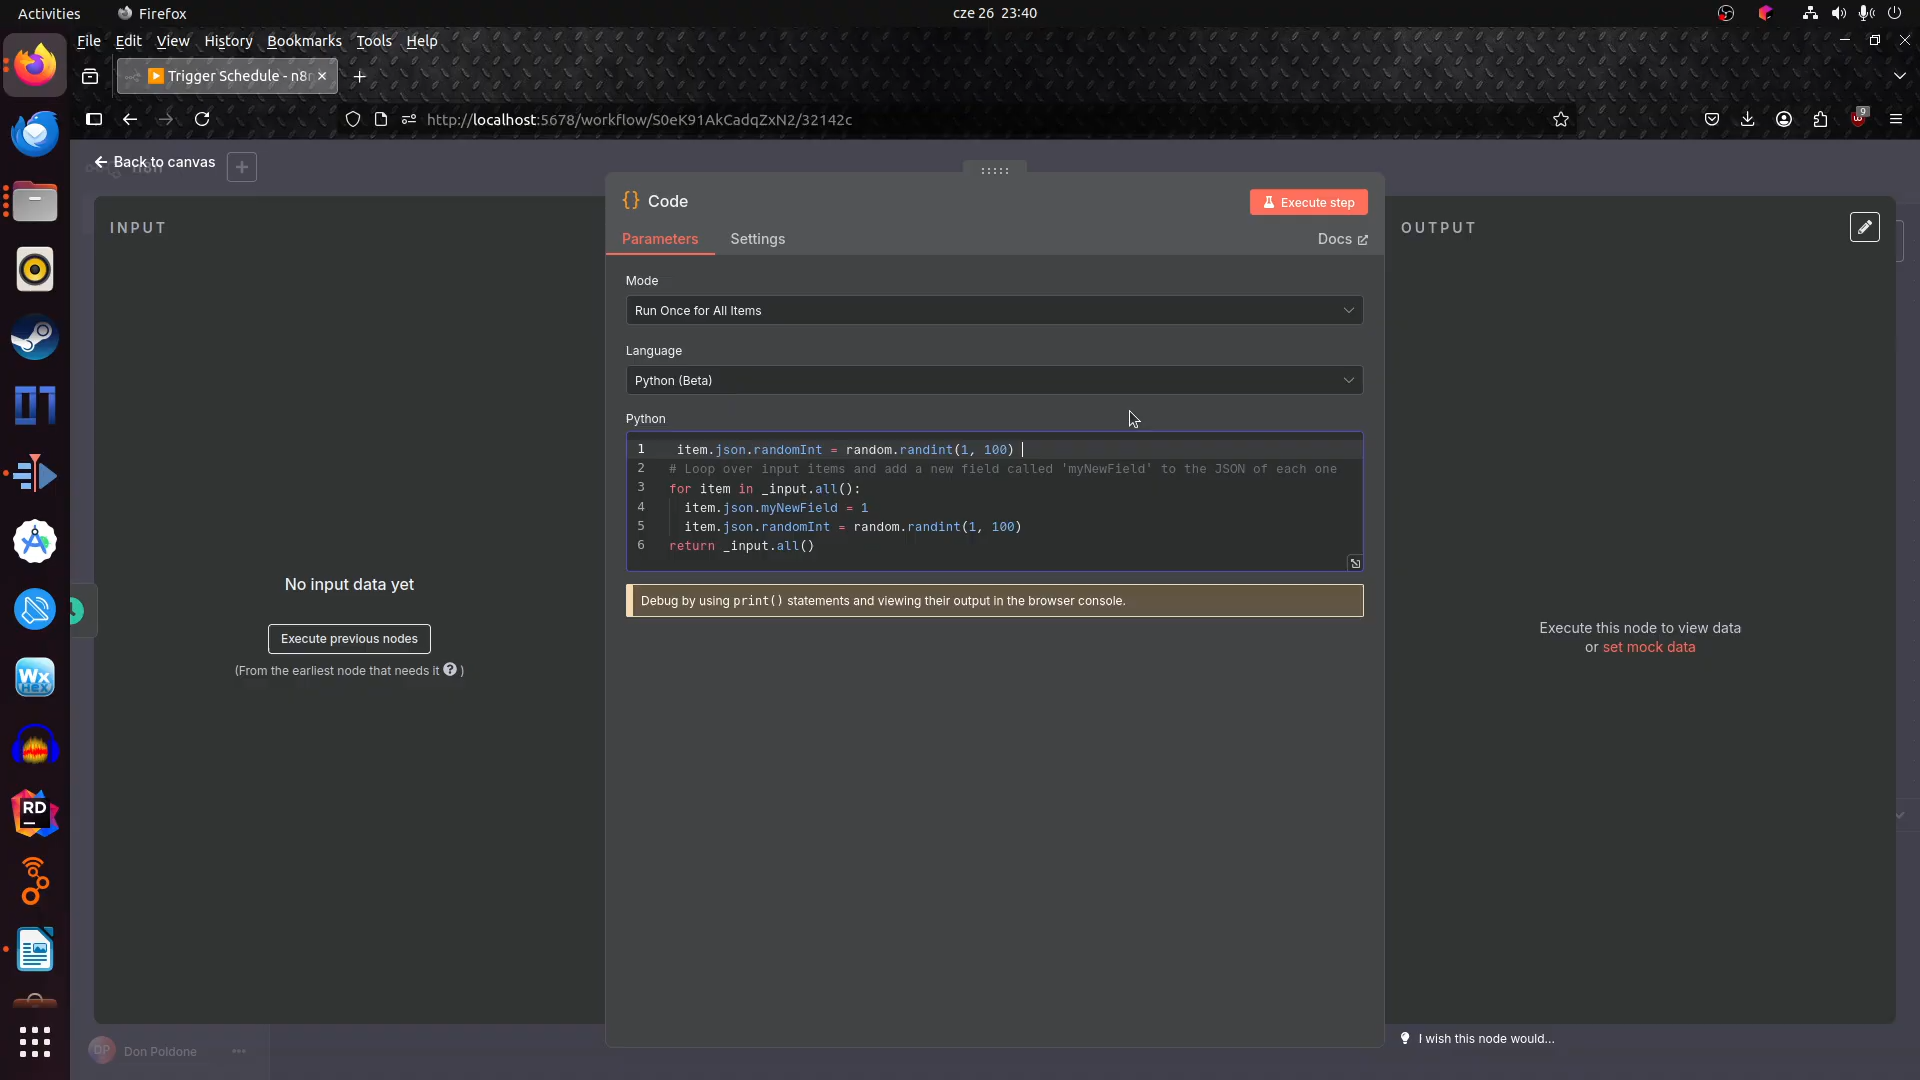 Activities Firefox cze 26 23:40
File Edit View History Bookmarks Tools Help
Trigger Schedule - n8n
http://localhost:5678/workflow/S0eK91AkCadqZxN2/32142c
9
Back to canvas
{} Code Execute step
INPUT
OUTPUT
Parameters Settings Docs
Mode
Run Once for All Items
Language
Python (Beta)
Python
1 item.json.randomInt = random.randint(1, 100)
2 # Loop over input items and add a new field called 'myNewField' to the JSON of each one
3 for item in _input.all():
4 item.json.myNewField = 1
5 item.json.randomInt = random.randint(1, 100)
6 return _input.all()
Debug by using print() statements and viewing their output in the browser console.
No input data yet
Execute previous nodes
(From the earliest node that needs it ? )
Execute this node to view data
or set mock data
WX
HEX
RD
DP Don Poldone
I wish this node would...